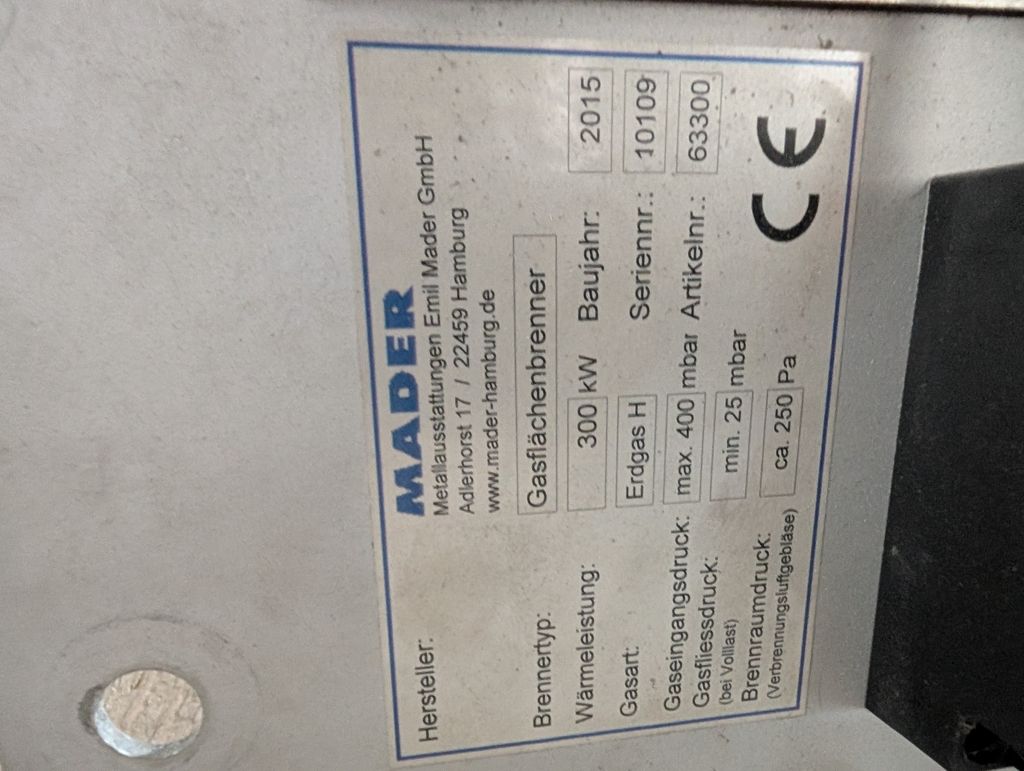 Hersteller: MADER
Metallausstattungen Emil Mader GmbH
Adlerhorst 17 / 22459 Hamburg
www.mader-hamburg.de
Brennertyp: Gasflächenbrenner
Wärmeleistung: 300 kW Baujahr: 2015
Gasart: Erdgas H Seriennr.: 10109
Gaseingangsdruck: max. 400 mbar Artikelnr.: 63300
Gasfliessdruck: min. 25 mbar
(bei Volllast)
Brennraumdruck: ca. 250 Pa CE
(Verbrennungsluftgebläse)